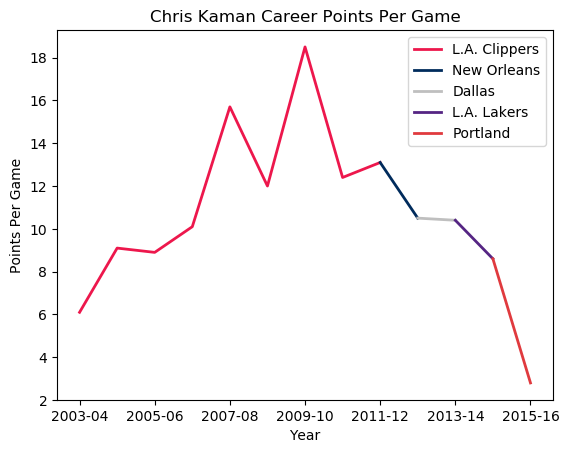 Chris Kaman Career Points Per Game
L.A. Clippers
New Orleans
Dallas
L.A. Lakers
Portland
Points Per Game
18
16
14
12
10
8
6
4
2
2003-04 2005-06 2007-08 2009-10 2011-12 2013-14 2015-16
Year